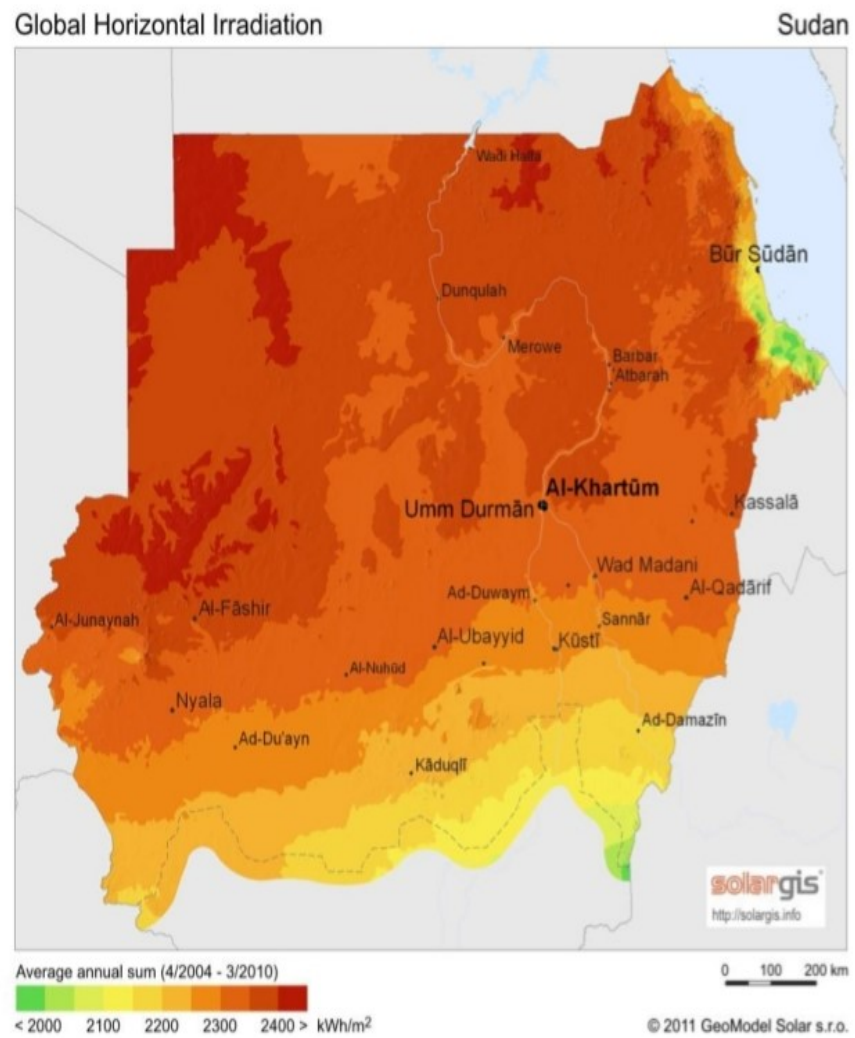 Global Horizontal Irradiation
Sudan
Wadi Halfa
Būr Sūdān
Dunqulah
Merowe
Barbar
Atbarah
Al-Khartūm
Umm Durmān
Kassalā
Wad Madani
Ad-Duwaym
Al-Qadārif
Al-Junaynah
Al-Fāshir
Sannār
Al-Ubayyid
Kūstī
Al-Nuhūd
Nyala
Ad-Damazīn
Ad-Du'ayn
Kāduqlī
solargis
http://solargis.info
Average annual sum (4/2004 - 3/2010)
0 100 200 km
< 2000 2100 2200 2300 2400 > kWh/m²
© 2011 GeoModel Solar s.r.o.